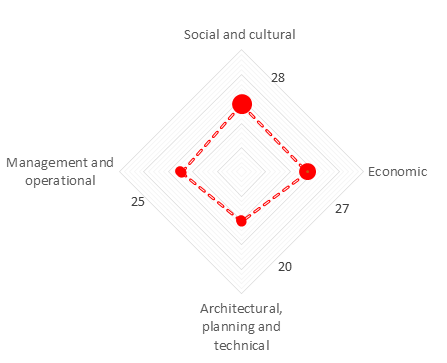 Social and cultural
28
Management and
operational
Economic
25
27
20
Architectural,
planning and
technical